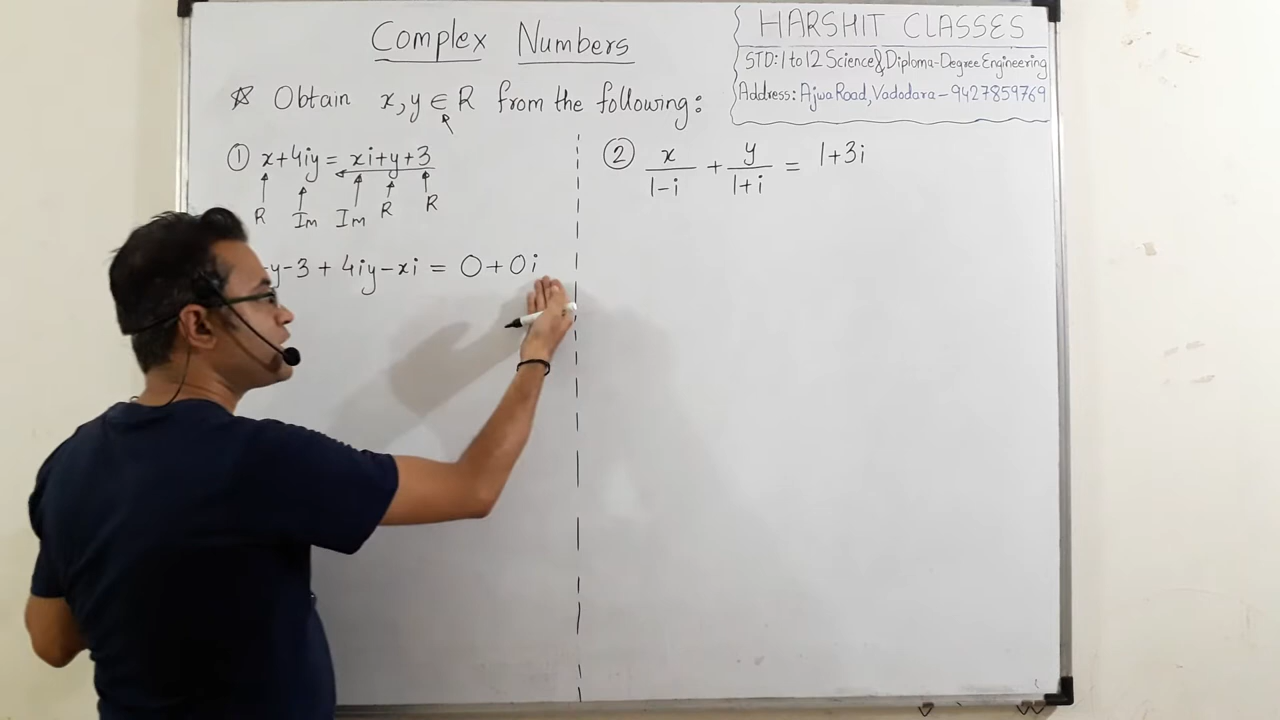 Complex Numbers
HARSHIT CLASSES
STD: 1 to 12 Science & Diploma-Degree Engineering
Address: Ajwa Road, Vadodara - 9427859769
☆ Obtain x, y ∈ R from the following:
① x+4iy = xi+y+3
R Im Im R R
-y-3 + 4iy - xi = 0 + 0i
② x/(1-i) + y/(1+i) = 1+3i